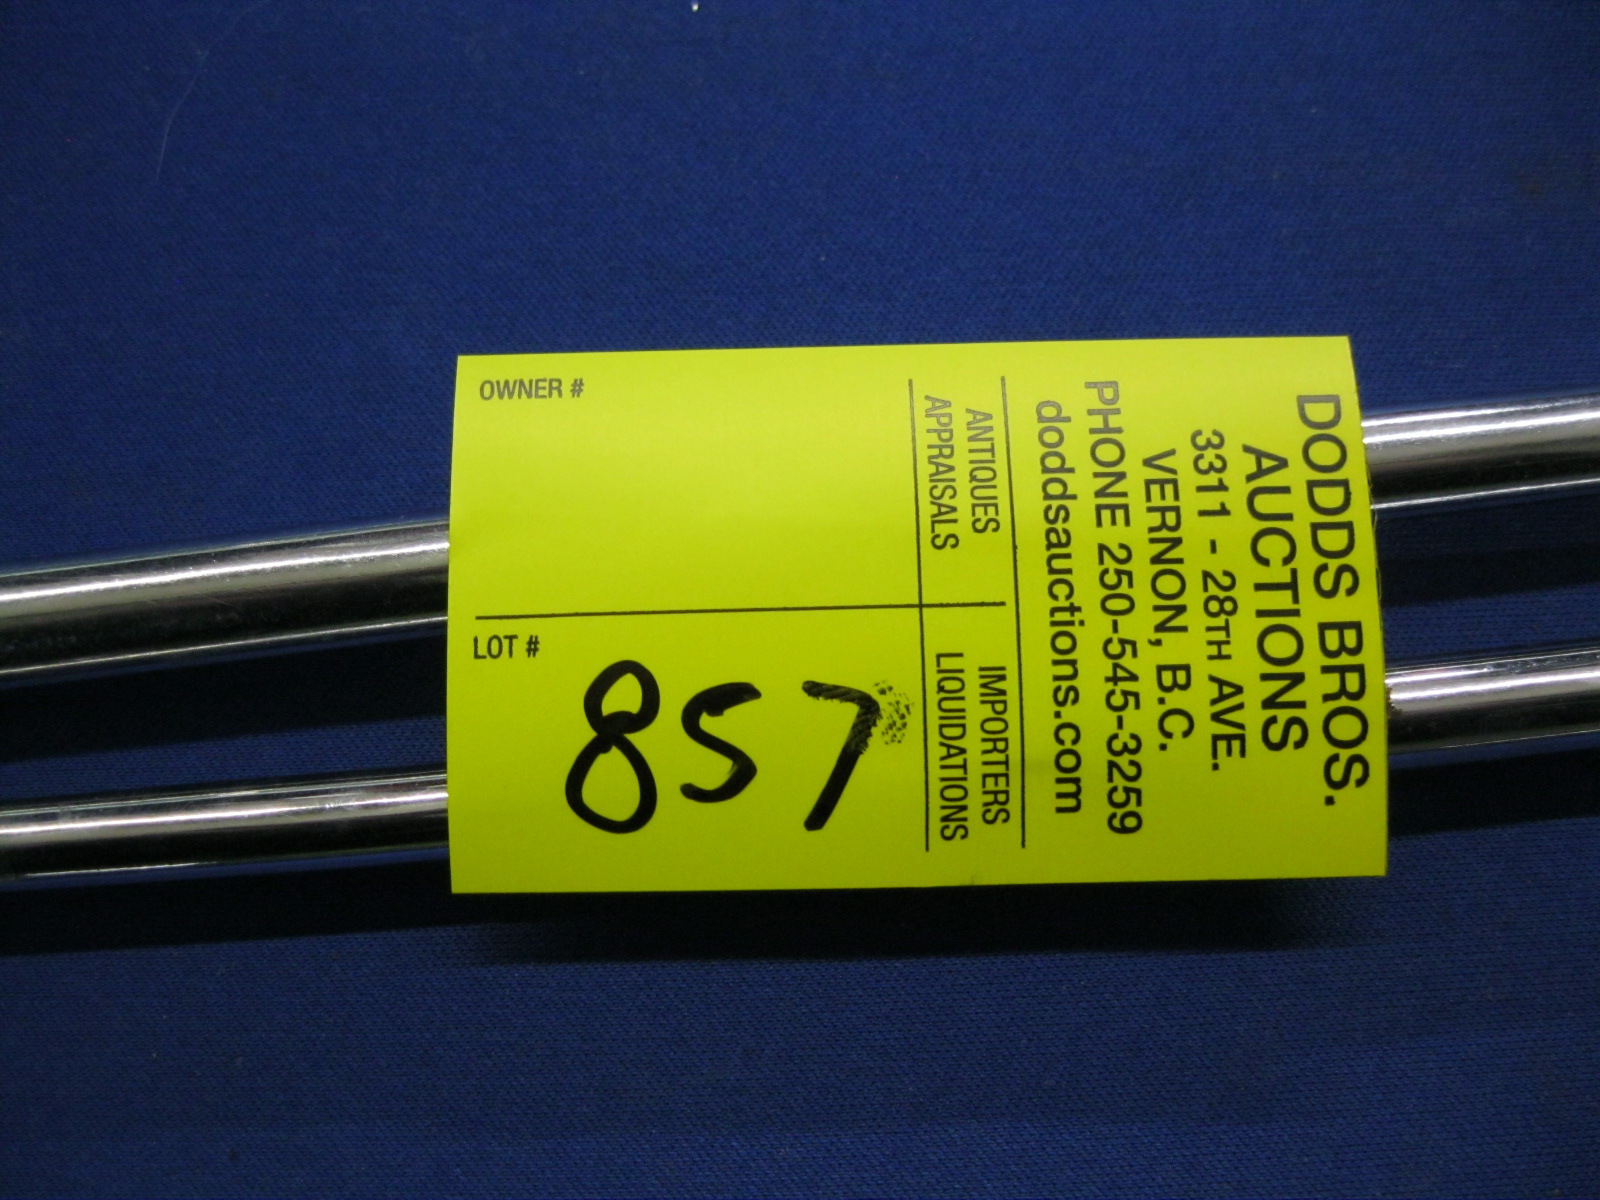 DODDS BROS.
AUCTIONS
3311 - 28TH AVE.
VERNON, B.C.
PHONE 250-545-3259
doddsauctions.com
ANTIQUES
APPRAISALS
IMPORTERS
LIQUIDATIONS
OWNER #
LOT #
857